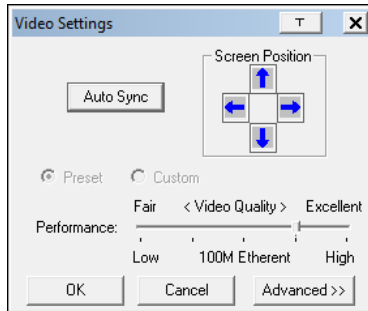 Video Settings T X
Screen Position
Auto Sync
Preset Custom
Fair < Video Quality > Excellent
Performance:
Low 100M Etherent High
OK Cancel Advanced >>